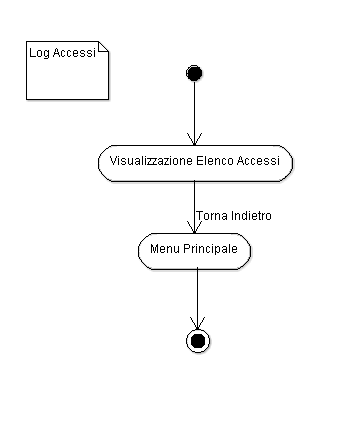 Log Accessi
Visualizzazione Elenco Accessi
Torna Indietro
Menu Principale